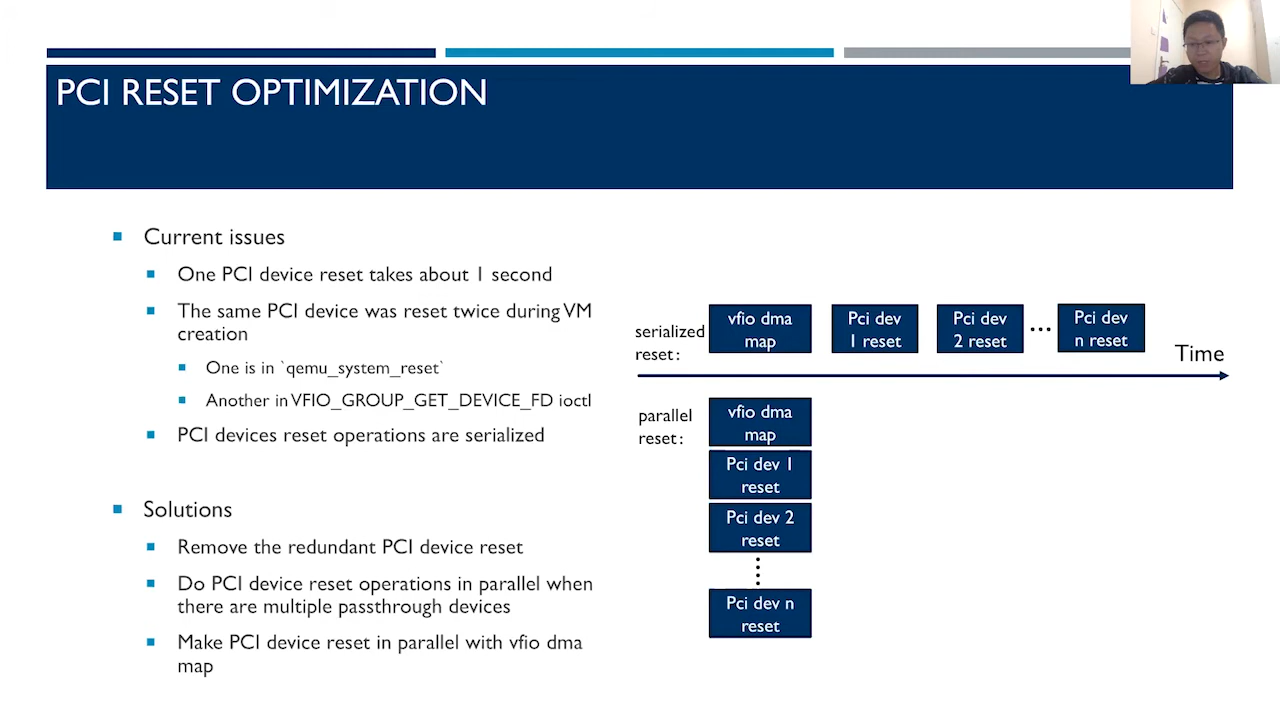 PCI RESET OPTIMIZATION
Current issues
One PCI device reset takes about 1 second
The same PCI device was reset twice during VM
creation
One is in `qemu_system_reset`
Another in VFIO_GROUP_GET_DEVICE_FD ioctl
PCI devices reset operations are serialized
Solutions
Remove the redundant PCI device reset
Do PCI device reset operations in parallel when
there are multiple passthrough devices
Make PCI device reset in parallel with vfio dma
map
serialized
reset:
vfio dma
map
Pci dev
1 reset
Pci dev
2 reset
...
Pci dev
n reset
Time
parallel
reset:
vfio dma
map
Pci dev 1
reset
Pci dev 2
reset
Pci dev n
reset